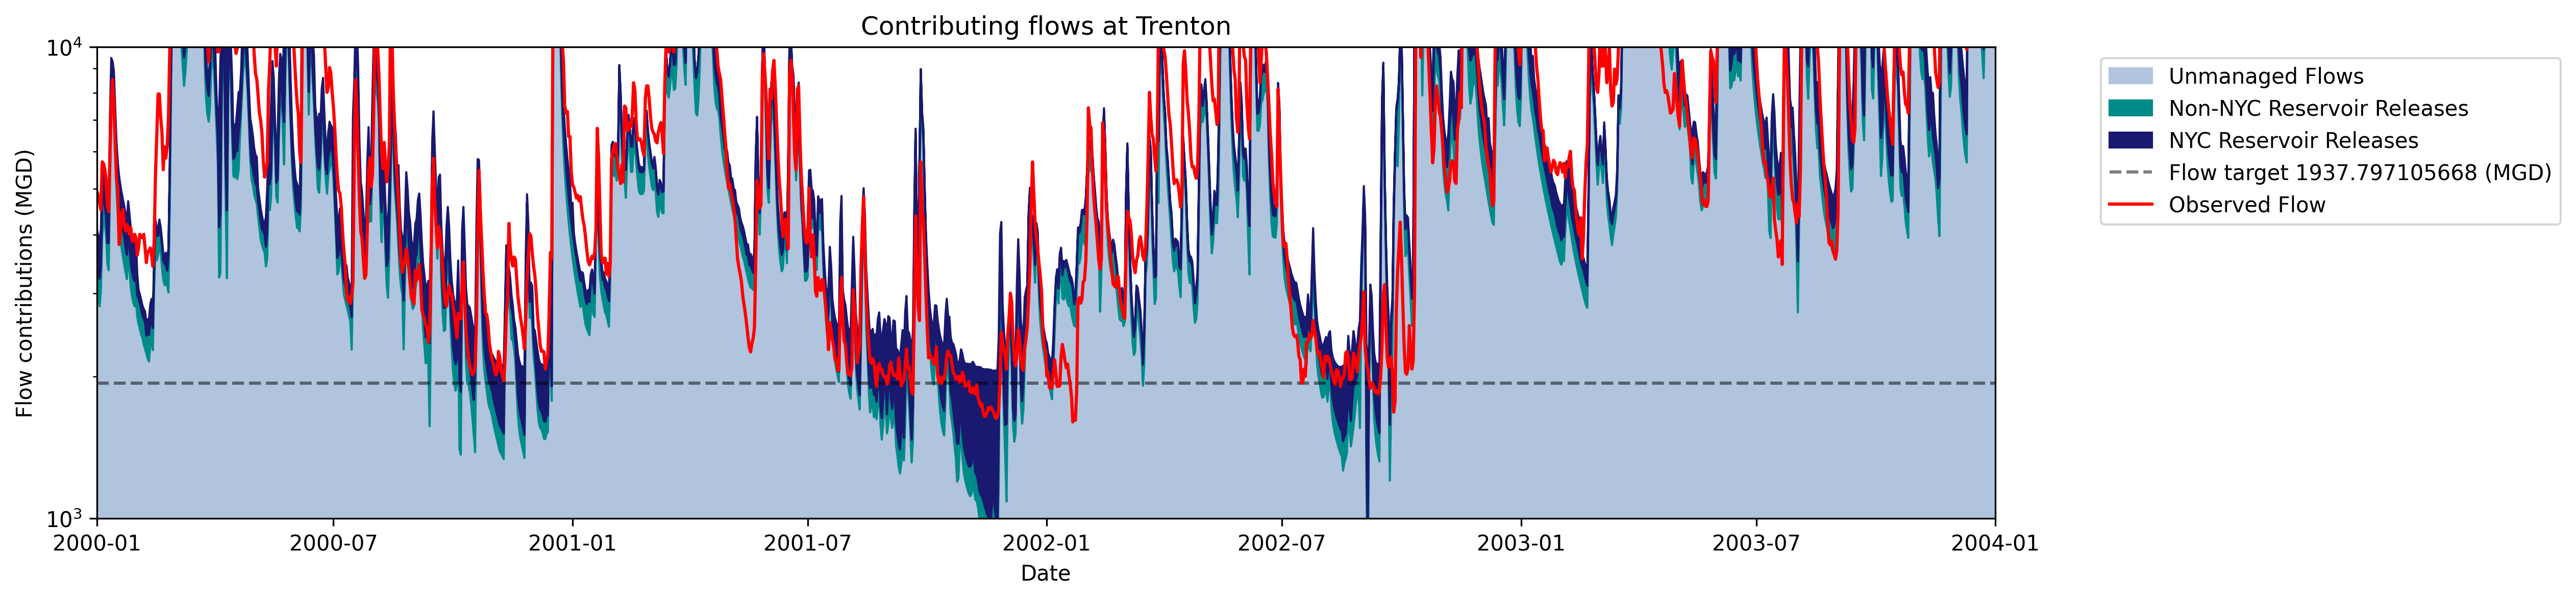 Contributing flows at Trenton
Flow contributions (MGD)
10^4
10^3
2000-01
2000-07
2001-01
2001-07
2002-01
2002-07
2003-01
2003-07
2004-01
Date
Unmanaged Flows
Non-NYC Reservoir Releases
NYC Reservoir Releases
Flow target 1937.797105668 (MGD)
Observed Flow